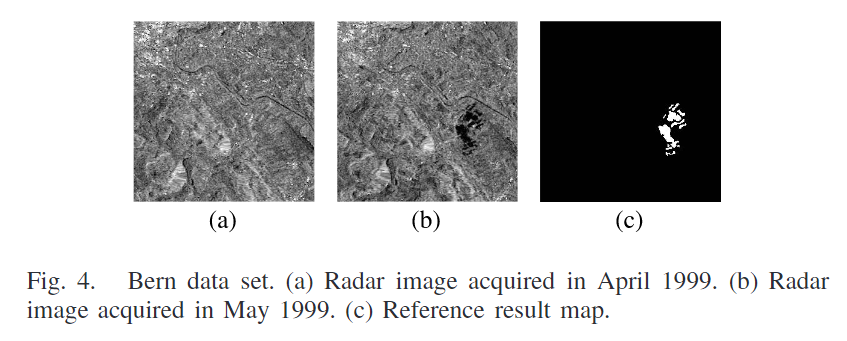 (a) (b) (c)
Fig. 4. Bern data set. (a) Radar image acquired in April 1999. (b) Radar
image acquired in May 1999. (c) Reference result map.